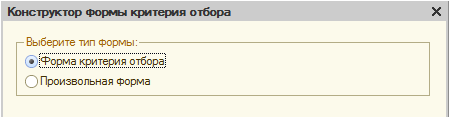 Конструктор формы критерия отбора
Выберите тип формы:
Форма критерия отбора
Произвольная форма